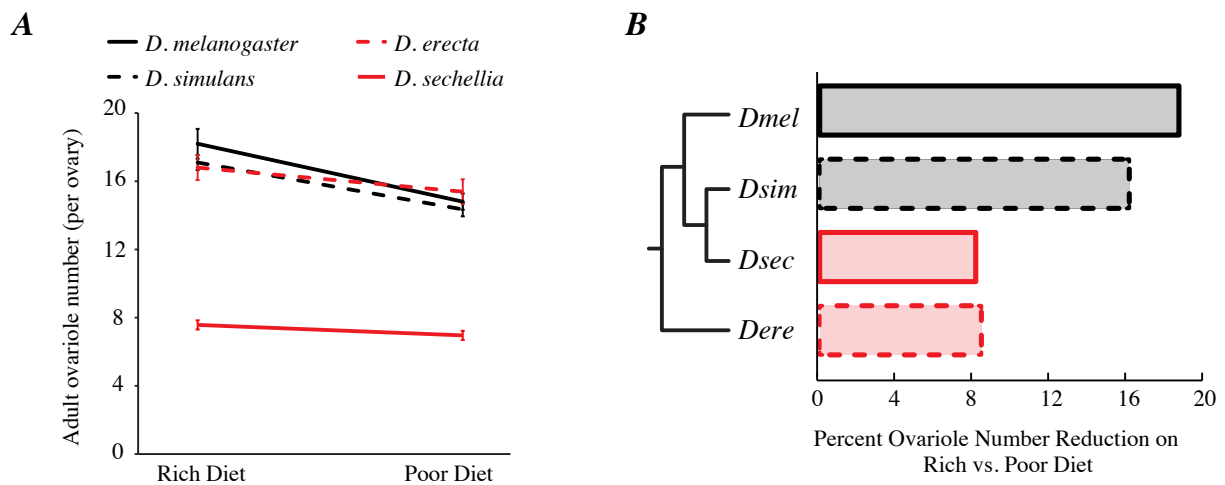 A
D. melanogaster
D. erecta
D. simulans
D. sechellia
Adult ovariole number (per ovary)
20
16
12
8
4
0
Rich Diet
Poor Diet
B
Dmel
Dsim
Dsec
Dere
0
4
8
12
16
20
Percent Ovariole Number Reduction on
Rich vs. Poor Diet